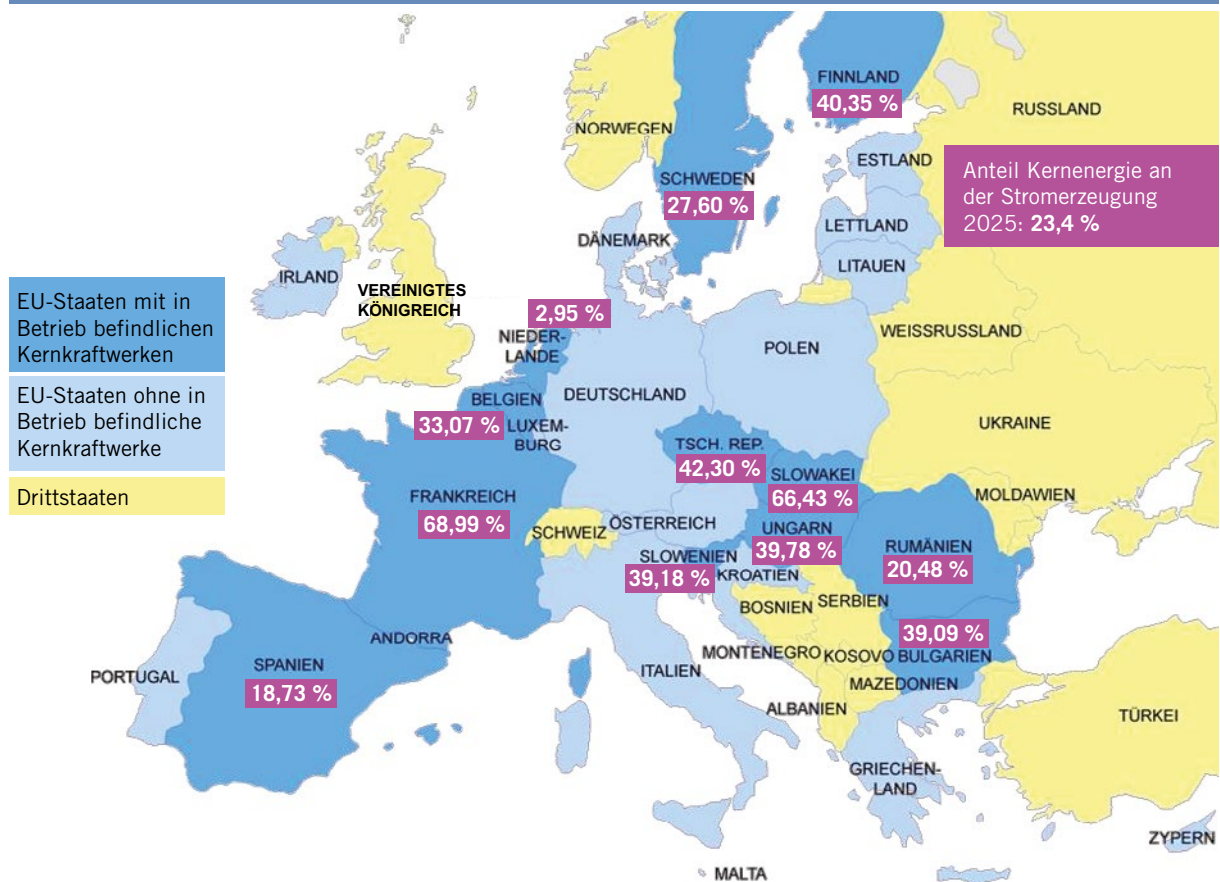 FINNLAND
40,35 %
RUSSLAND
NORWEGEN
ESTLAND
SCHWEDEN
27,60 %
Anteil Kernenergie an
der Stromerzeugung
2025: 23,4 %
LETTLAND
DÄNEMARK
LITAUEN
IRLAND
VEREINIGTES
KÖNIGREICH
EU-Staaten mit in
Betrieb befindlichen
Kernkraftwerken
EU-Staaten ohne in
Betrieb befindliche
Kernkraftwerke
Drittstaaten
2,95 %
NIEDER-
LANDE
WEISSRUSSLAND
POLEN
DEUTSCHLAND
BELGIEN
33,07 %
LUXEM-
BURG
UKRAINE
TSCH. REP.
42,30 %
SLOWAKEI
66,43 %
MOLDAWIEN
FRANKREICH
68,99 %
SCHWEIZ
ÖSTERREICH
UNGARN
39,78 %
RUMÄNIEN
20,48 %
SLOWENIEN
39,18 %
KROATIEN
BOSNIEN
SERBIEN
39,09 %
BULGARIEN
ANDORRA
MONTENEGRO
KOSOVO
PORTUGAL
SPANIEN
18,73 %
ITALIEN
MAZEDONIEN
ALBANIEN
TÜRKEI
GRIECHEN-
LAND
ZYPERN
MALTA